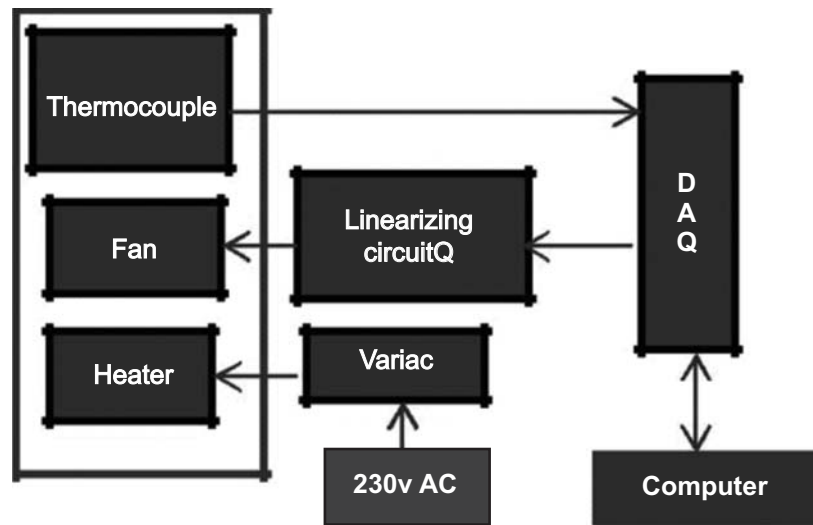 Thermocouple
Fan
Heater
Linearizing
circuitQ
Variac
230v AC
D
A
Q
Computer